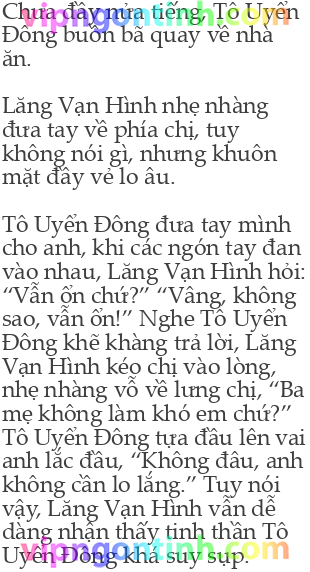 Chưa đầy nửa tiếng, Tô Uyển
Đông buồn bã quay về nhà
ăn.
Lăng Vạn Hình nhẹ nhàng
đưa tay về phía chị, tuy
không nói gì, nhưng khuôn
mặt đầy vẻ lo âu.
Tô Uyển Đông đưa tay mình
cho anh, khi các ngón tay đan
vào nhau, Lăng Vạn Hình hỏi:
“Vẫn ổn chứ?” “Vâng, không
sao, vẫn ổn!” Nghe Tô Uyển
Đông khẽ khàng trả lời, Lăng
Vạn Hình kéo chị vào lòng,
nhẹ nhàng vỗ về lưng chị, “Ba
mẹ không làm khó em chứ?”
Tô Uyển Đông tựa đầu lên vai
anh lắc đầu, “Không đâu, anh
không cần lo lắng.” Tuy nói
vậy, Lăng Vạn Hình vẫn dễ
dàng nhận thấy tinh thần Tô
Uyển Đông khá suy sụp.
vipngontinh.com
vipngontinh.com